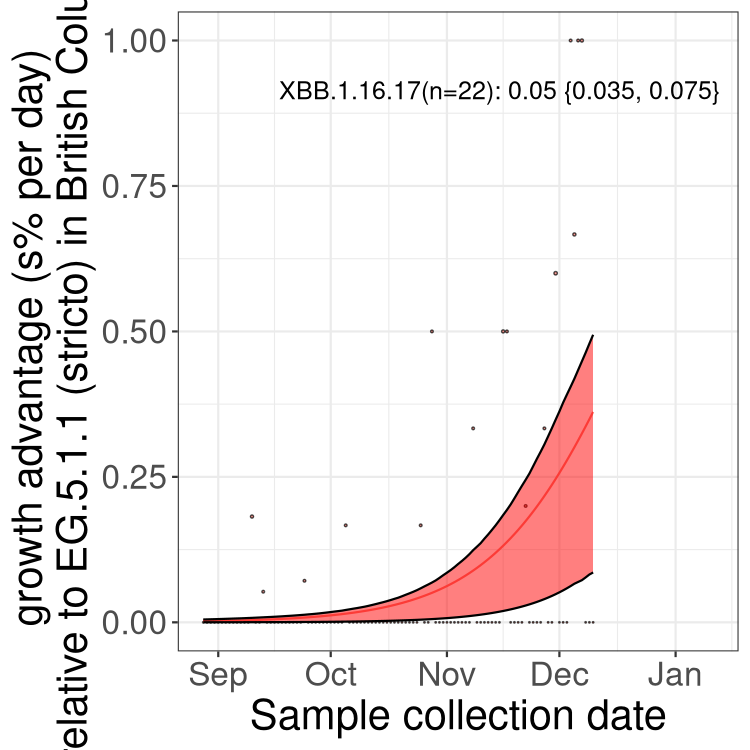 growth advantage (s% per day)
relative to EG.5.1.1 (stricto) in British
1.00
0.75
0.50
0.25
0.00
XBB.1.16.17(n=22): 0.05 {0.035, 0.075}
Sep Oct Nov Dec Jan
Sample collection date